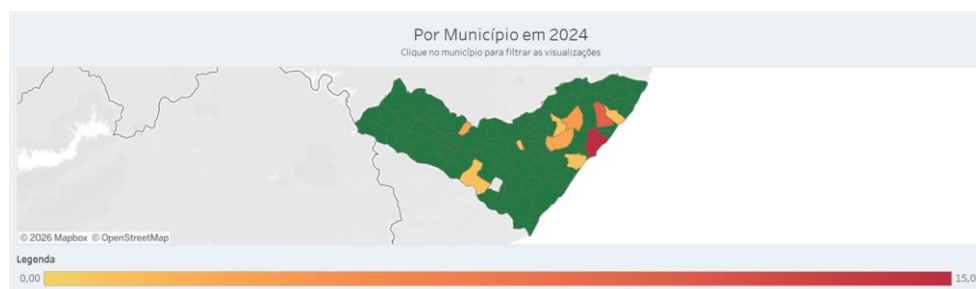 Por Município em 2024
Clique no município para filtrar as visualizações
© 2026 Mapbox © OpenStreetMap
Legenda
0,00 15,0